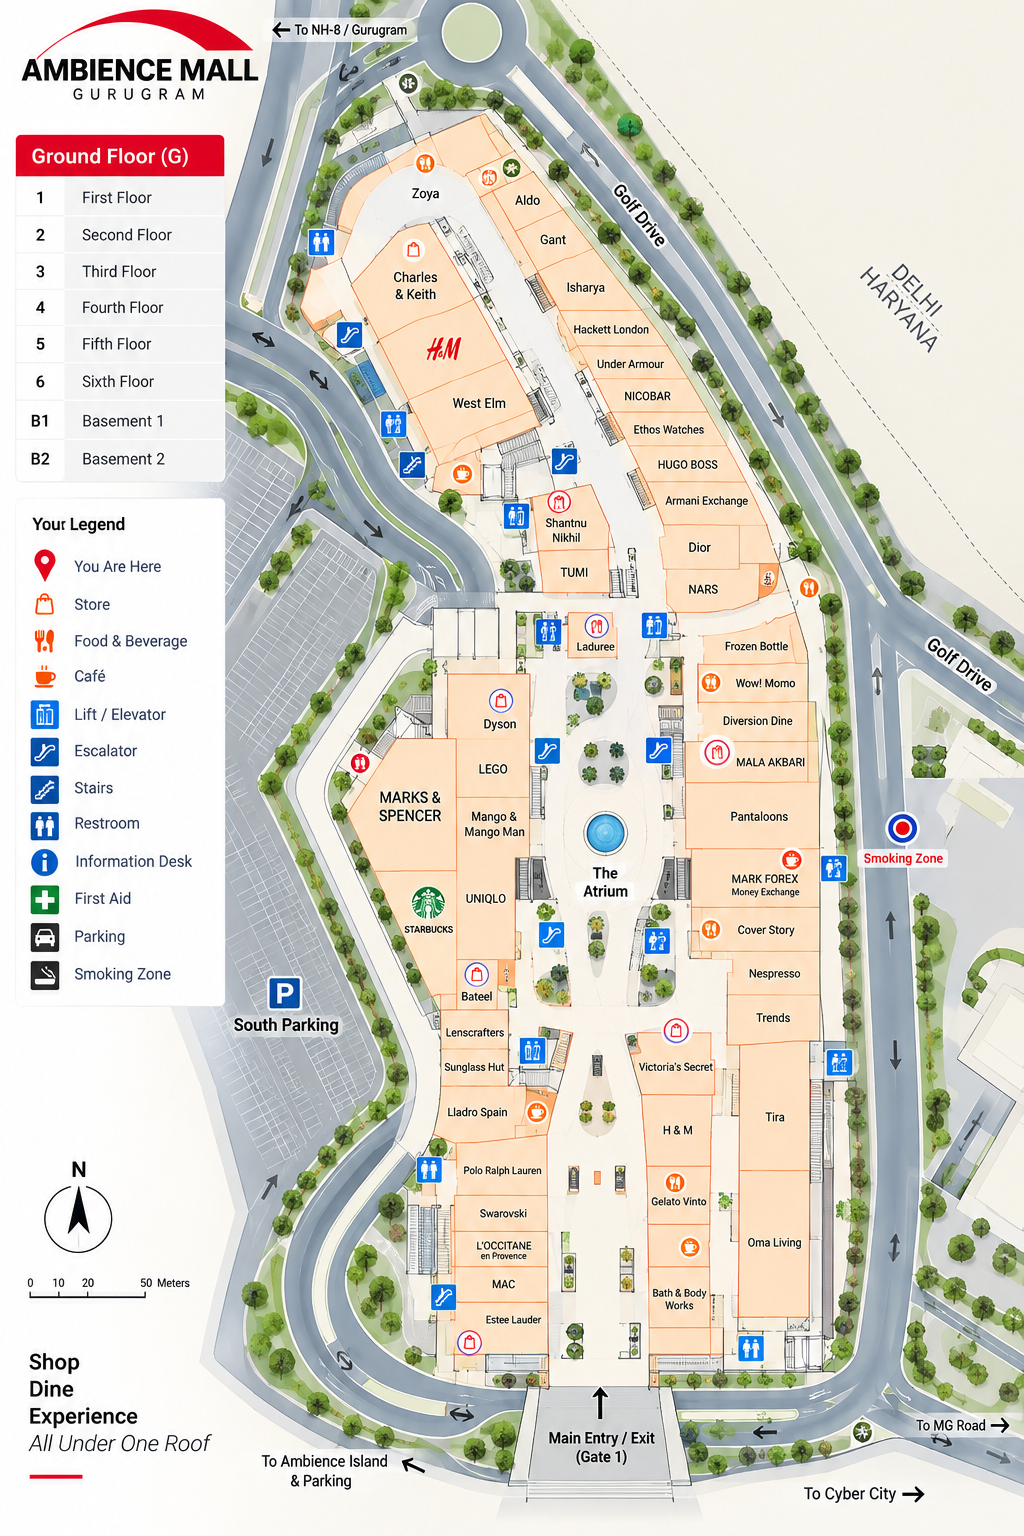 AMBIENCE MALL
GURUGRAM
Ground Floor (G)
1 First Floor
2 Second Floor
3 Third Floor
4 Fourth Floor
5 Fifth Floor
6 Sixth Floor
B1 Basement 1
B2 Basement 2
Your Legend
You Are Here
Store
Food & Beverage
Café
Lift / Elevator
Escalator
Stairs
Restroom
i Information Desk
First Aid
Parking
Smoking Zone
P
South Parking
N
0 10 20 50 Meters
Shop
Dine
Experience
All Under One Roof
To NH-8 / Gurugram
Golf Drive
DELHI
HARYANA
Golf Drive
Zoya
Aldo
Gant
Charles
& Keith
Isharya
Hackett London
H&M
Under Armour
NICOBAR
West Elm
Ethos Watches
HUGO BOSS
Armani Exchange
Shantnu
Nikhil
Dior
TUMI
NARS
Laduree
Frozen Bottle
Wow! Momo
Dyson
Diversion Dine
LEGO
MALA AKBARI
MARKS &
SPENCER
Mango &
Mango Man
Pantaloons
The
Atrium
Smoking Zone
MARK FOREX
Money Exchange
UNIQLO
STARBUCKS
Cover Story
Nespresso
Bateel
Trends
Lenscrafters
Sunglass Hut
Victoria's Secret
Lladro Spain
Tira
H & M
Polo Ralph Lauren
Gelato Vinto
Swarovski
L'OCCITANE
en Provence
Oma Living
MAC
Bath & Body
Works
Estee Lauder
Main Entry / Exit
(Gate 1)
To Ambience Island
& Parking
To MG Road
To Cyber City